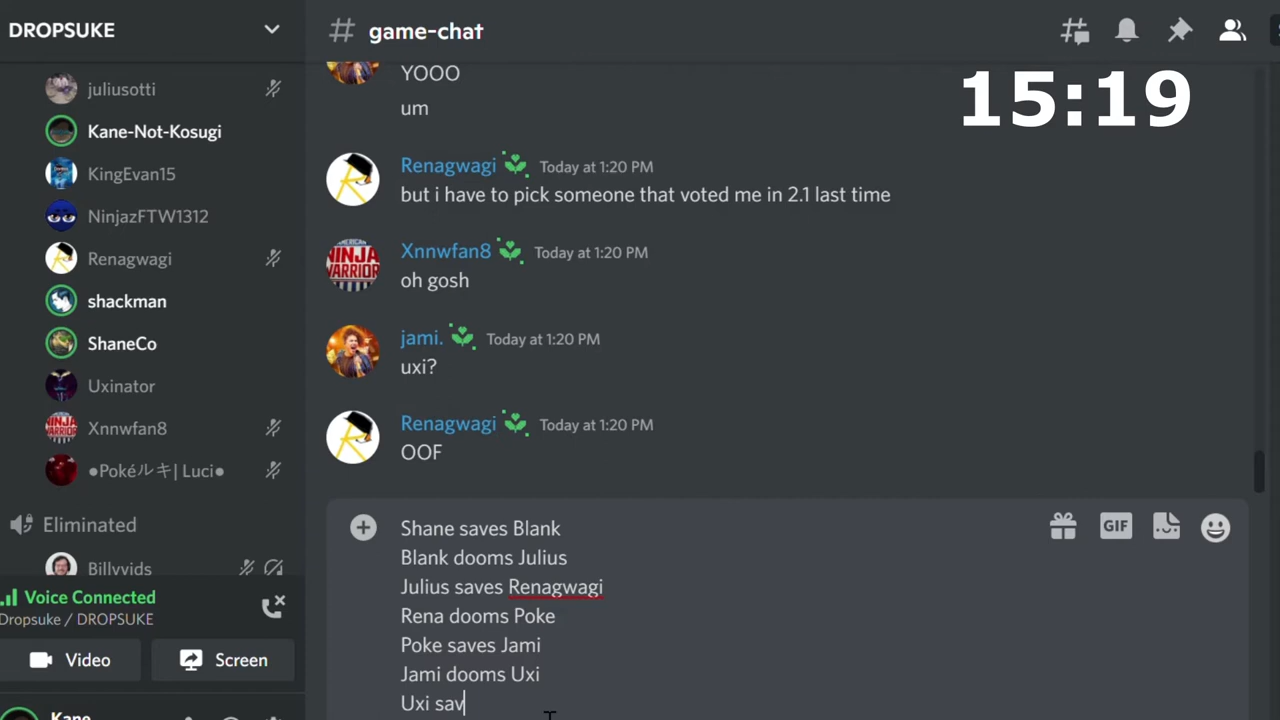 DROPSUKE
juliusotti
Kane-Not-Kosugi
KingEvan15
NinjazFTW1312
Renagwagi
shackman
ShaneCo
Uxinator
Xnnwfan8
●Pokéルキ| Luci●
Eliminated
Billyvids
Voice Connected
Dropsuke / DROPSUKE
Video
Screen
Kane
# game-chat
15:19
YOOO
um
Renagwagi Today at 1:20 PM
but i have to pick someone that voted me in 2.1 last time
AMERICAN NINJA WARRIOR
Xnnwfan8 Today at 1:20 PM
oh gosh
jami. Today at 1:20 PM
uxi?
Renagwagi Today at 1:20 PM
OOF
Shane saves Blank
GIF
Blank dooms Julius
Julius saves Renagwagi
Rena dooms Poke
Poke saves Jami
Jami dooms Uxi
Uxi sav